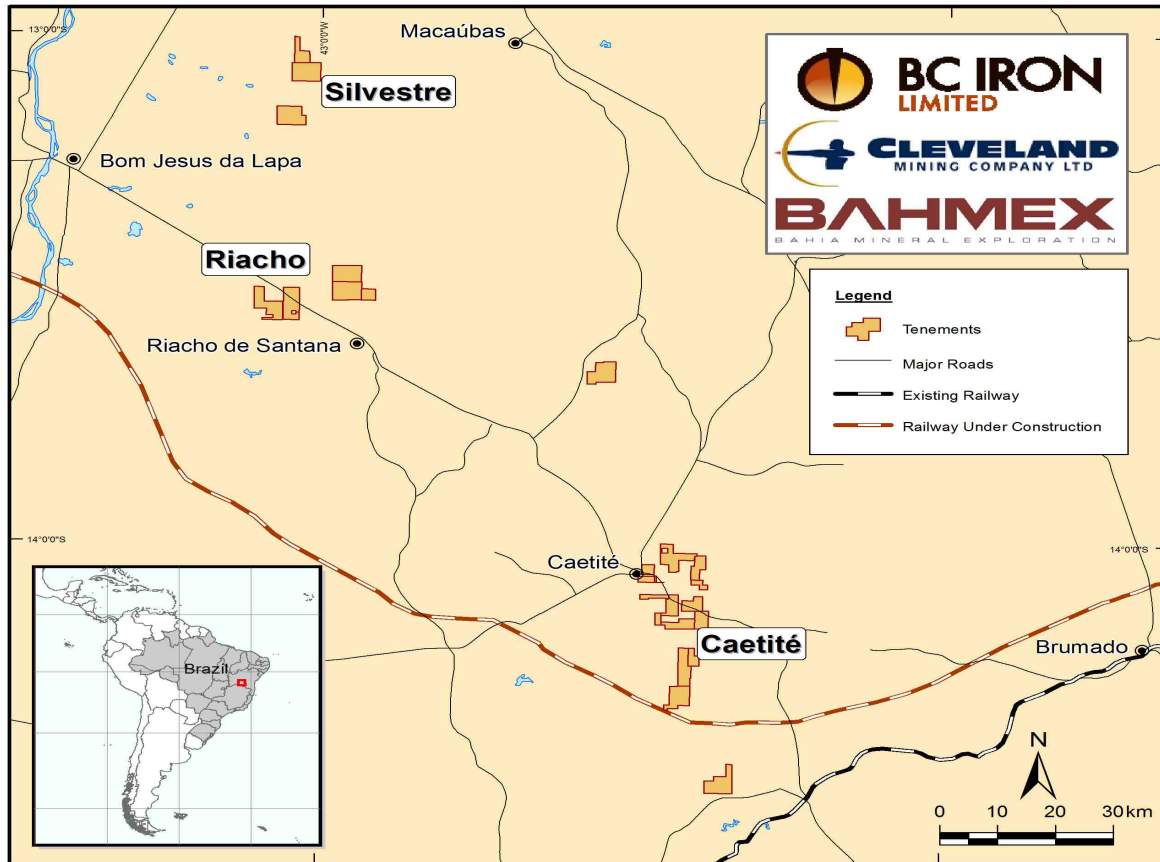 13°0'0"S
43°0'0"W
Macaúbas
Silvestre
BC IRON
LIMITED
CLEVELAND
MINING COMPANY LTD
BAHMEX
BAHIA MINERAL EXPLORATION
Bom Jesus da Lapa
Riacho
Riacho de Santana
Legend
Tenements
Major Roads
Existing Railway
Railway Under Construction
14°0'0"S
14°0'0"S
Caetité
Caetité
Brumado
Brazil
N
0 10 20 30 km